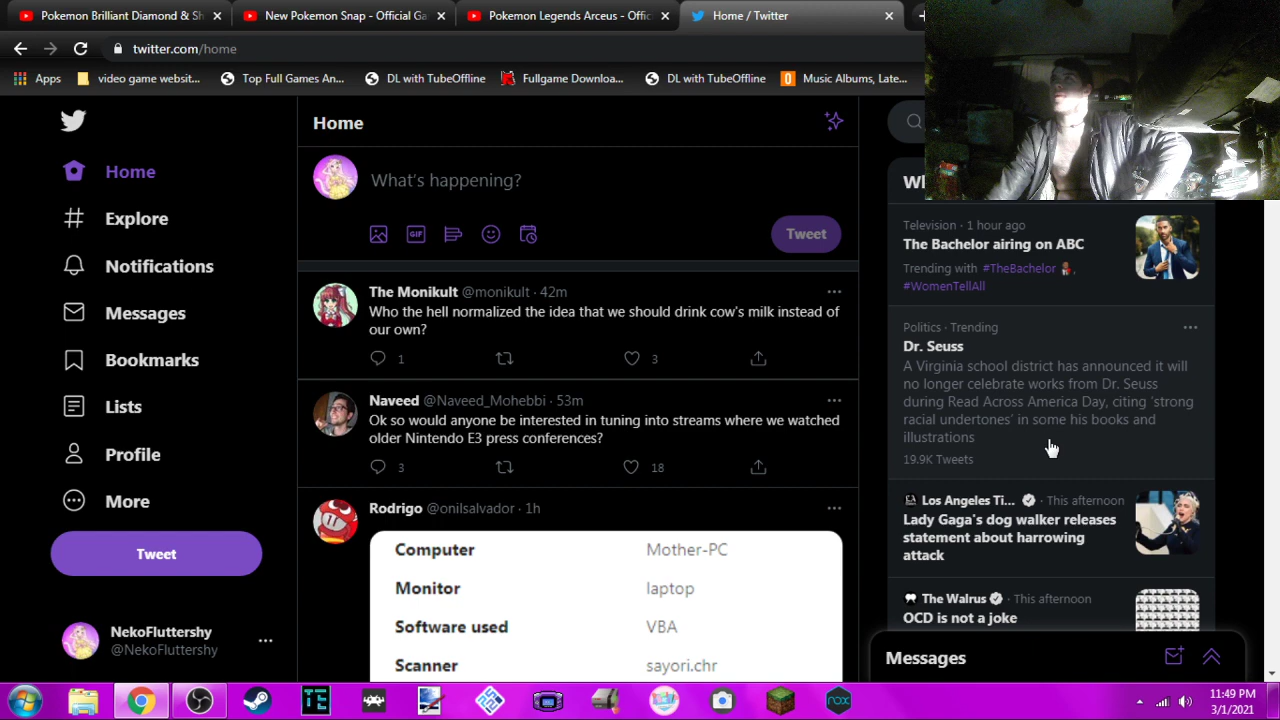 Pokemon Brilliant Diamond & Sh
New Pokemon Snap - Official Ga
Pokemon Legends Arceus - Offic
Home / Twitter
twitter.com/home
Apps
video game websit...
Top Full Games An...
DL with TubeOffline
Fullgame Downloa...
DL with TubeOffline
Music Albums, Late...
Home
Explore
Notifications
Messages
Bookmarks
Lists
Profile
More
Tweet
NekoFluttershy
@NekoFluttershy
Home
What's happening?
GIF
Tweet
The Monikult @monikult · 42m
Who the hell normalized the idea that we should drink cow's milk instead of
our own?
1
3
Naveed @Naveed_Mohebbi · 53m
Ok so would anyone be interested in tuning into streams where we watched
older Nintendo E3 press conferences?
3
18
Rodrigo @onilsalvador · 1h
Computer Mother-PC
Monitor laptop
Software used VBA
Scanner sayori.chr
Television · 1 hour ago
The Bachelor airing on ABC
Trending with #TheBachelor ,
#WomenTellAll
Politics · Trending
Dr. Seuss
A Virginia school district has announced it will
no longer celebrate works from Dr. Seuss
during Read Across America Day, citing 'strong
racial undertones' in some his books and
illustrations
19.9K Tweets
Los Angeles Ti... · This afternoon
Lady Gaga's dog walker releases
statement about harrowing
attack
The Walrus · This afternoon
OCD is not a joke
Messages
TE
nox
11:49 PM
3/1/2021